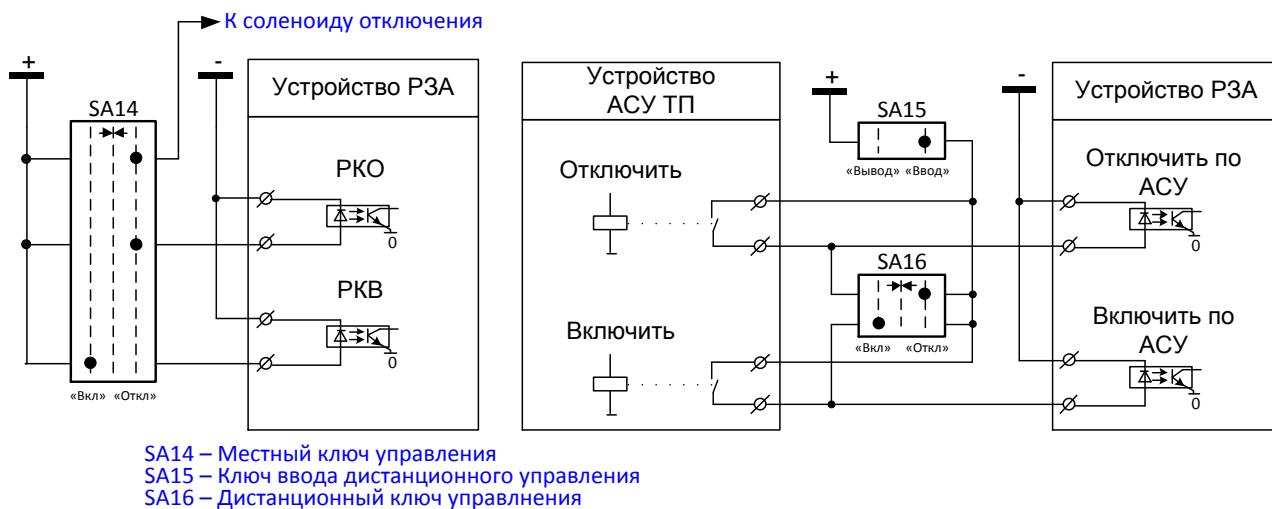 К соленоиду отключения
+
-
SA14
«Вкл» «Откл»
Устройство РЗА
РКО
0
РКВ
0
Устройство
АСУ ТП
Отключить
Включить
+
SA15
«Вывод» «Ввод»
SA16
«Вкл» «Откл»
-
Устройство РЗА
Отключить по
АСУ
0
Включить по
АСУ
0
SA14 – Местный ключ управления
SA15 – Ключ ввода дистанционного управления
SA16 – Дистанционный ключ управлнения